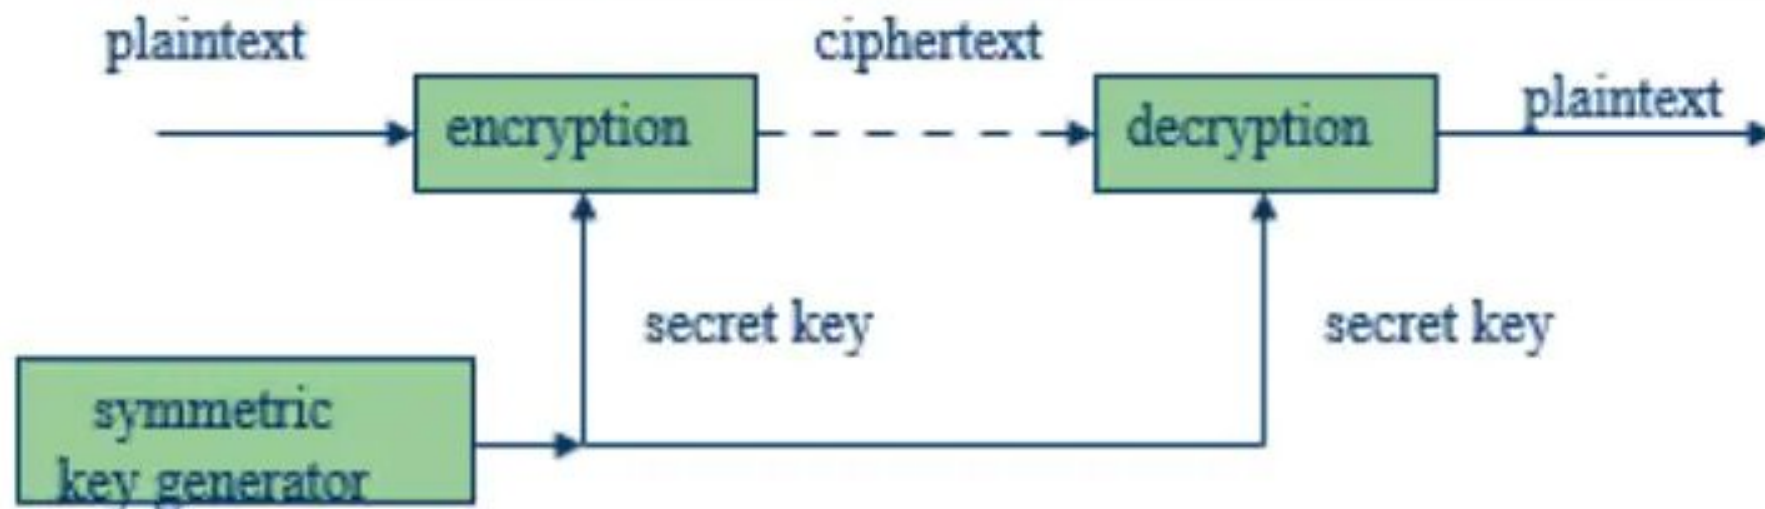 plaintext
ciphertext
plaintext
encryption
decryption
secret key
secret key
symmetric
key generator